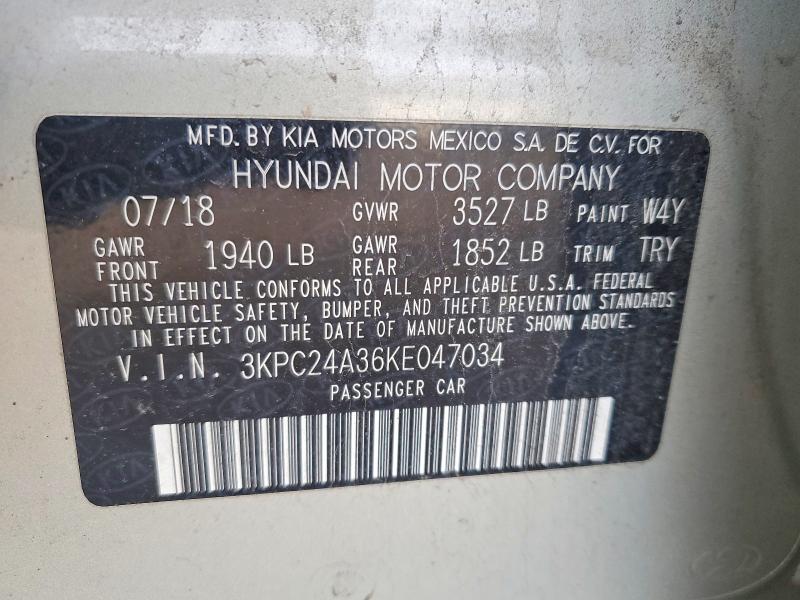 MFD. BY KIA MOTORS MEXICO S.A. DE C.V. FOR
HYUNDAI MOTOR COMPANY
07/18 GVWR 3527 LB PAINT W4Y
GAWR FRONT 1940 LB GAWR REAR 1852 LB TRIM TRY
THIS VEHICLE CONFORMS TO ALL APPLICABLE U.S.A. FEDERAL
MOTOR VEHICLE SAFETY, BUMPER, AND THEFT PREVENTION STANDARDS
IN EFFECT ON THE DATE OF MANUFACTURE SHOWN ABOVE.
V.I.N. 3KPC24A36KE047034
PASSENGER CAR